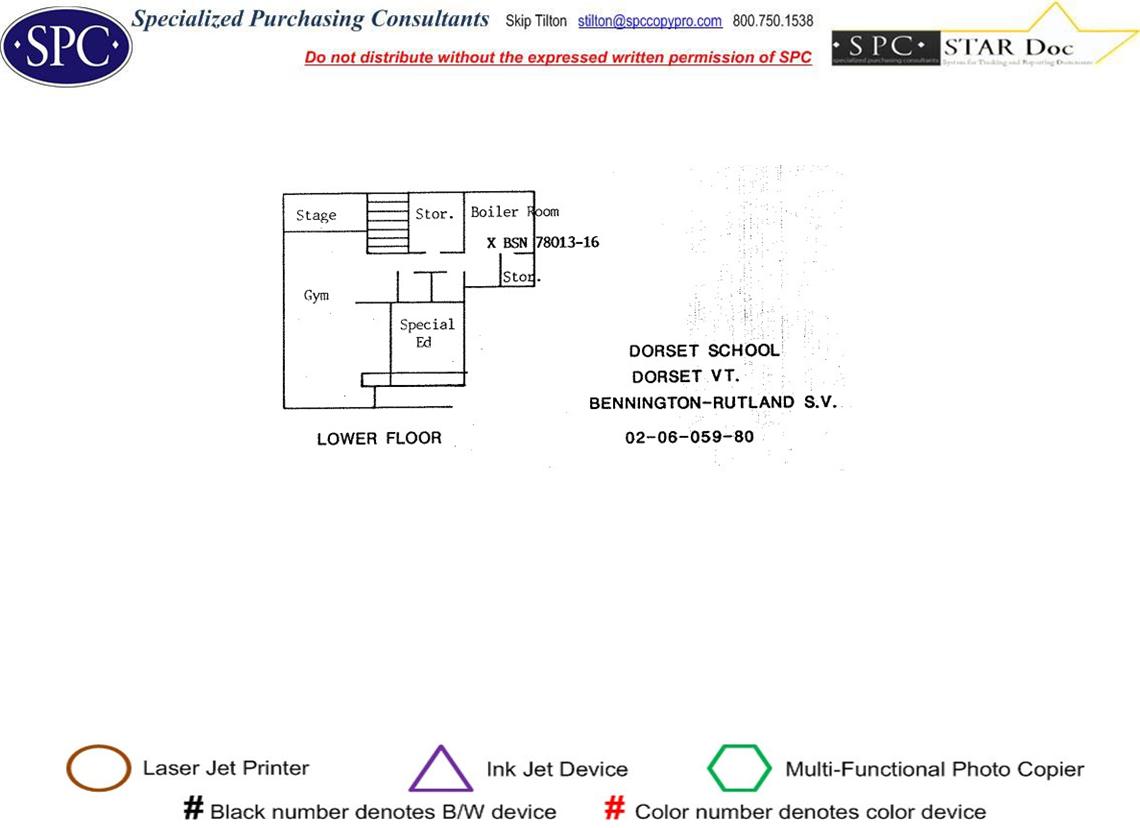 ·SPC·
Specialized Purchasing Consultants Skip Tilton stilton@spccopypro.com 800.750.1538
Do not distribute without the expressed written permission of SPC
·SPC· STAR Doc
specialized purchasing consultants System for Tracking and Reporting Documents
Stage
Stor.
Boiler Room
X BSN 78013-16
Stor.
Gym
Special
Ed
LOWER FLOOR
DORSET SCHOOL
DORSET VT.
BENNINGTON-RUTLAND S.V.
02-06-059-80
Laser Jet Printer
Ink Jet Device
Multi-Functional Photo Copier
# Black number denotes B/W device
# Color number denotes color device